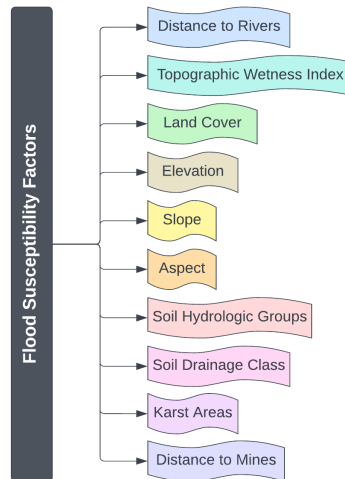 Flood Susceptibility Factors
Distance to Rivers
Topographic Wetness Index
Land Cover
Elevation
Slope
Aspect
Soil Hydrologic Groups
Soil Drainage Class
Karst Areas
Distance to Mines